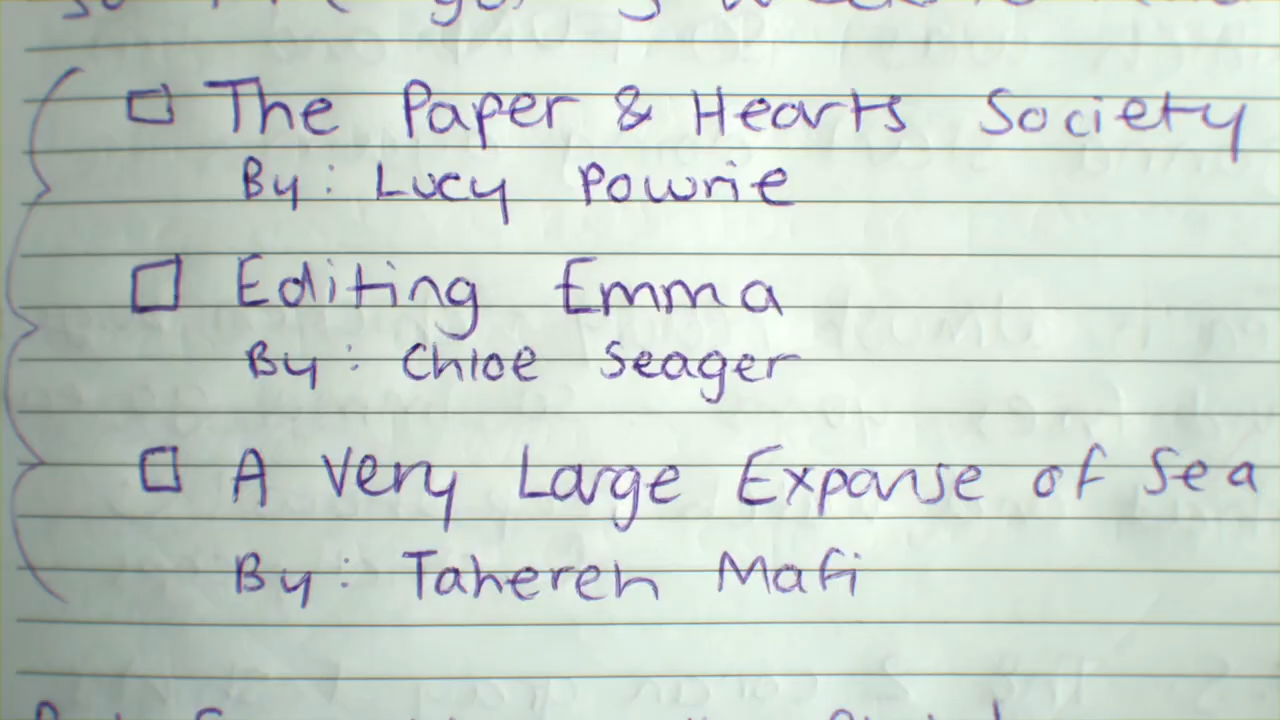 The Paper & Hearts Society
By: Lucy Powrie
Editing Emma
By: Chloe Seager
A Very Large Expanse of Sea
By: Tahereh Mafi